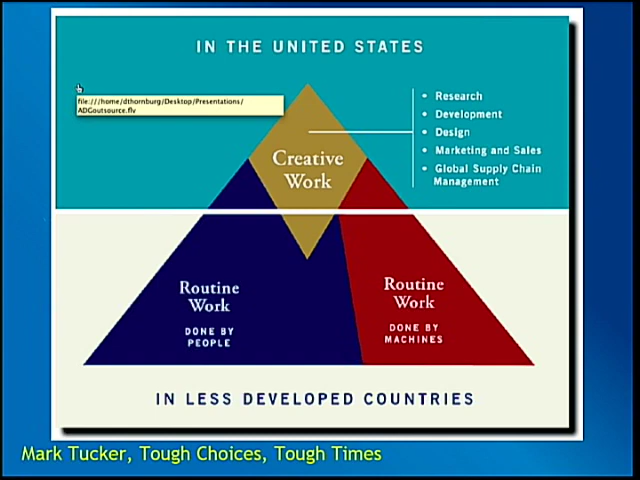 IN THE UNITED STATES
file:///home/dthornburg/Desktop/Presentations/
ADGoutsource.flv
• Research
• Development
• Design
• Marketing and Sales
• Global Supply Chain
Management
Creative
Work
Routine
Work
DONE BY
PEOPLE
Routine
Work
DONE BY
MACHINES
IN LESS DEVELOPED COUNTRIES
Mark Tucker, Tough Choices, Tough Times